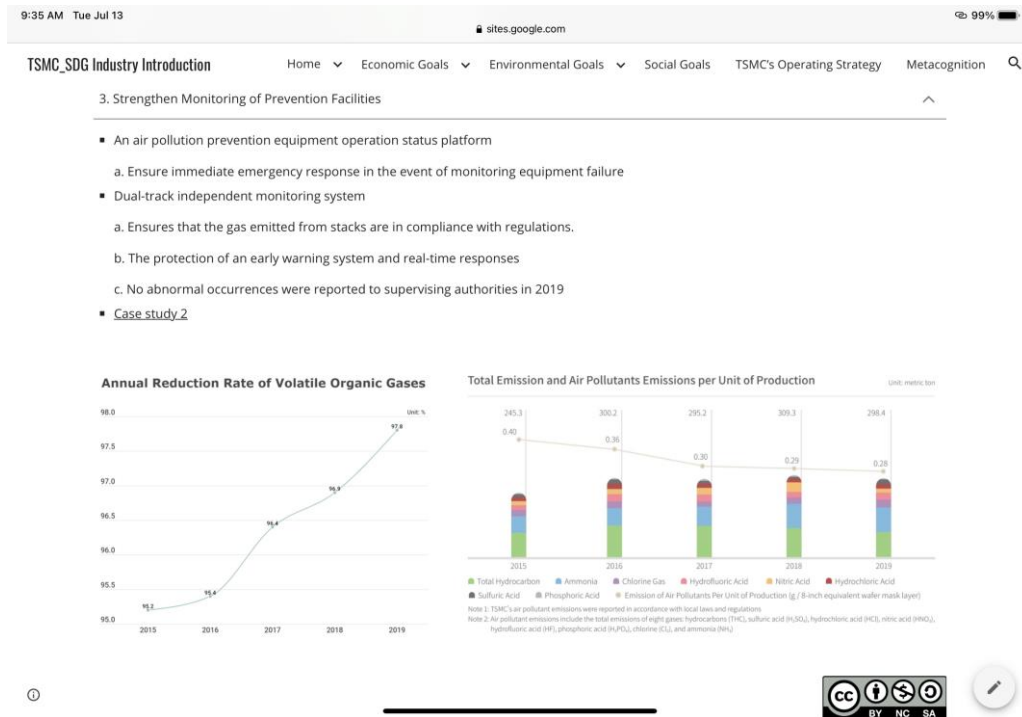 9:35 AM Tue Jul 13
99%
sites.google.com
TSMC_SDG Industry Introduction
Home Economic Goals Environmental Goals Social Goals TSMC's Operating Strategy Metacognition
3. Strengthen Monitoring of Prevention Facilities
▪ An air pollution prevention equipment operation status platform
a. Ensure immediate emergency response in the event of monitoring equipment failure
▪ Dual-track independent monitoring system
a. Ensures that the gas emitted from stacks are in compliance with regulations.
b. The protection of an early warning system and real-time responses
c. No abnormal occurrences were reported to supervising authorities in 2019
▪ Case study 2
Annual Reduction Rate of Volatile Organic Gases
Unit: %
98.0
97.5
97.0
96.5
96.0
95.5
95.0
95.2
95.4
96.4
96.9
97.8
2015 2016 2017 2018 2019
Total Emission and Air Pollutants Emissions per Unit of Production
Unit: metric ton
245.3 300.2 295.2 309.3 298.4
0.40 0.36 0.30 0.29 0.28
2015 2016 2017 2018 2019
Total Hydrocarbon Ammonia Chlorine Gas Hydrofluoric Acid Nitric Acid Hydrochloric Acid
Sulfuric Acid Phosphoric Acid Emission of Air Pollutants Per Unit of Production (g / 8-inch equivalent wafer mask layer)
Note 1: TSMC's air pollutant emissions were reported in accordance with local laws and regulations
Note 2: Air pollutant emissions include the total emissions of eight gases: hydrocarbons (THC), sulfuric acid (H₂SO₄), hydrochloric acid (HCl), nitric acid (HNO₃),
hydrofluoric acid (HF), phosphoric acid (H₃PO₄), chlorine (Cl₂), and ammonia (NH₃)
cc
BY NC SA